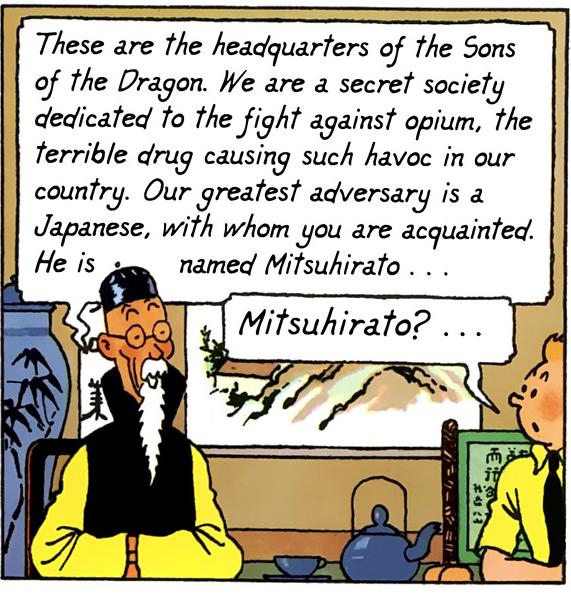 These are the headquarters of the Sons
of the Dragon. We are a secret society
dedicated to the fight against opium, the
terrible drug causing such havoc in our
country. Our greatest adversary is a
Japanese, with whom you are acquainted.
He is named Mitsuhirato . . .
Mitsuhirato? . . .